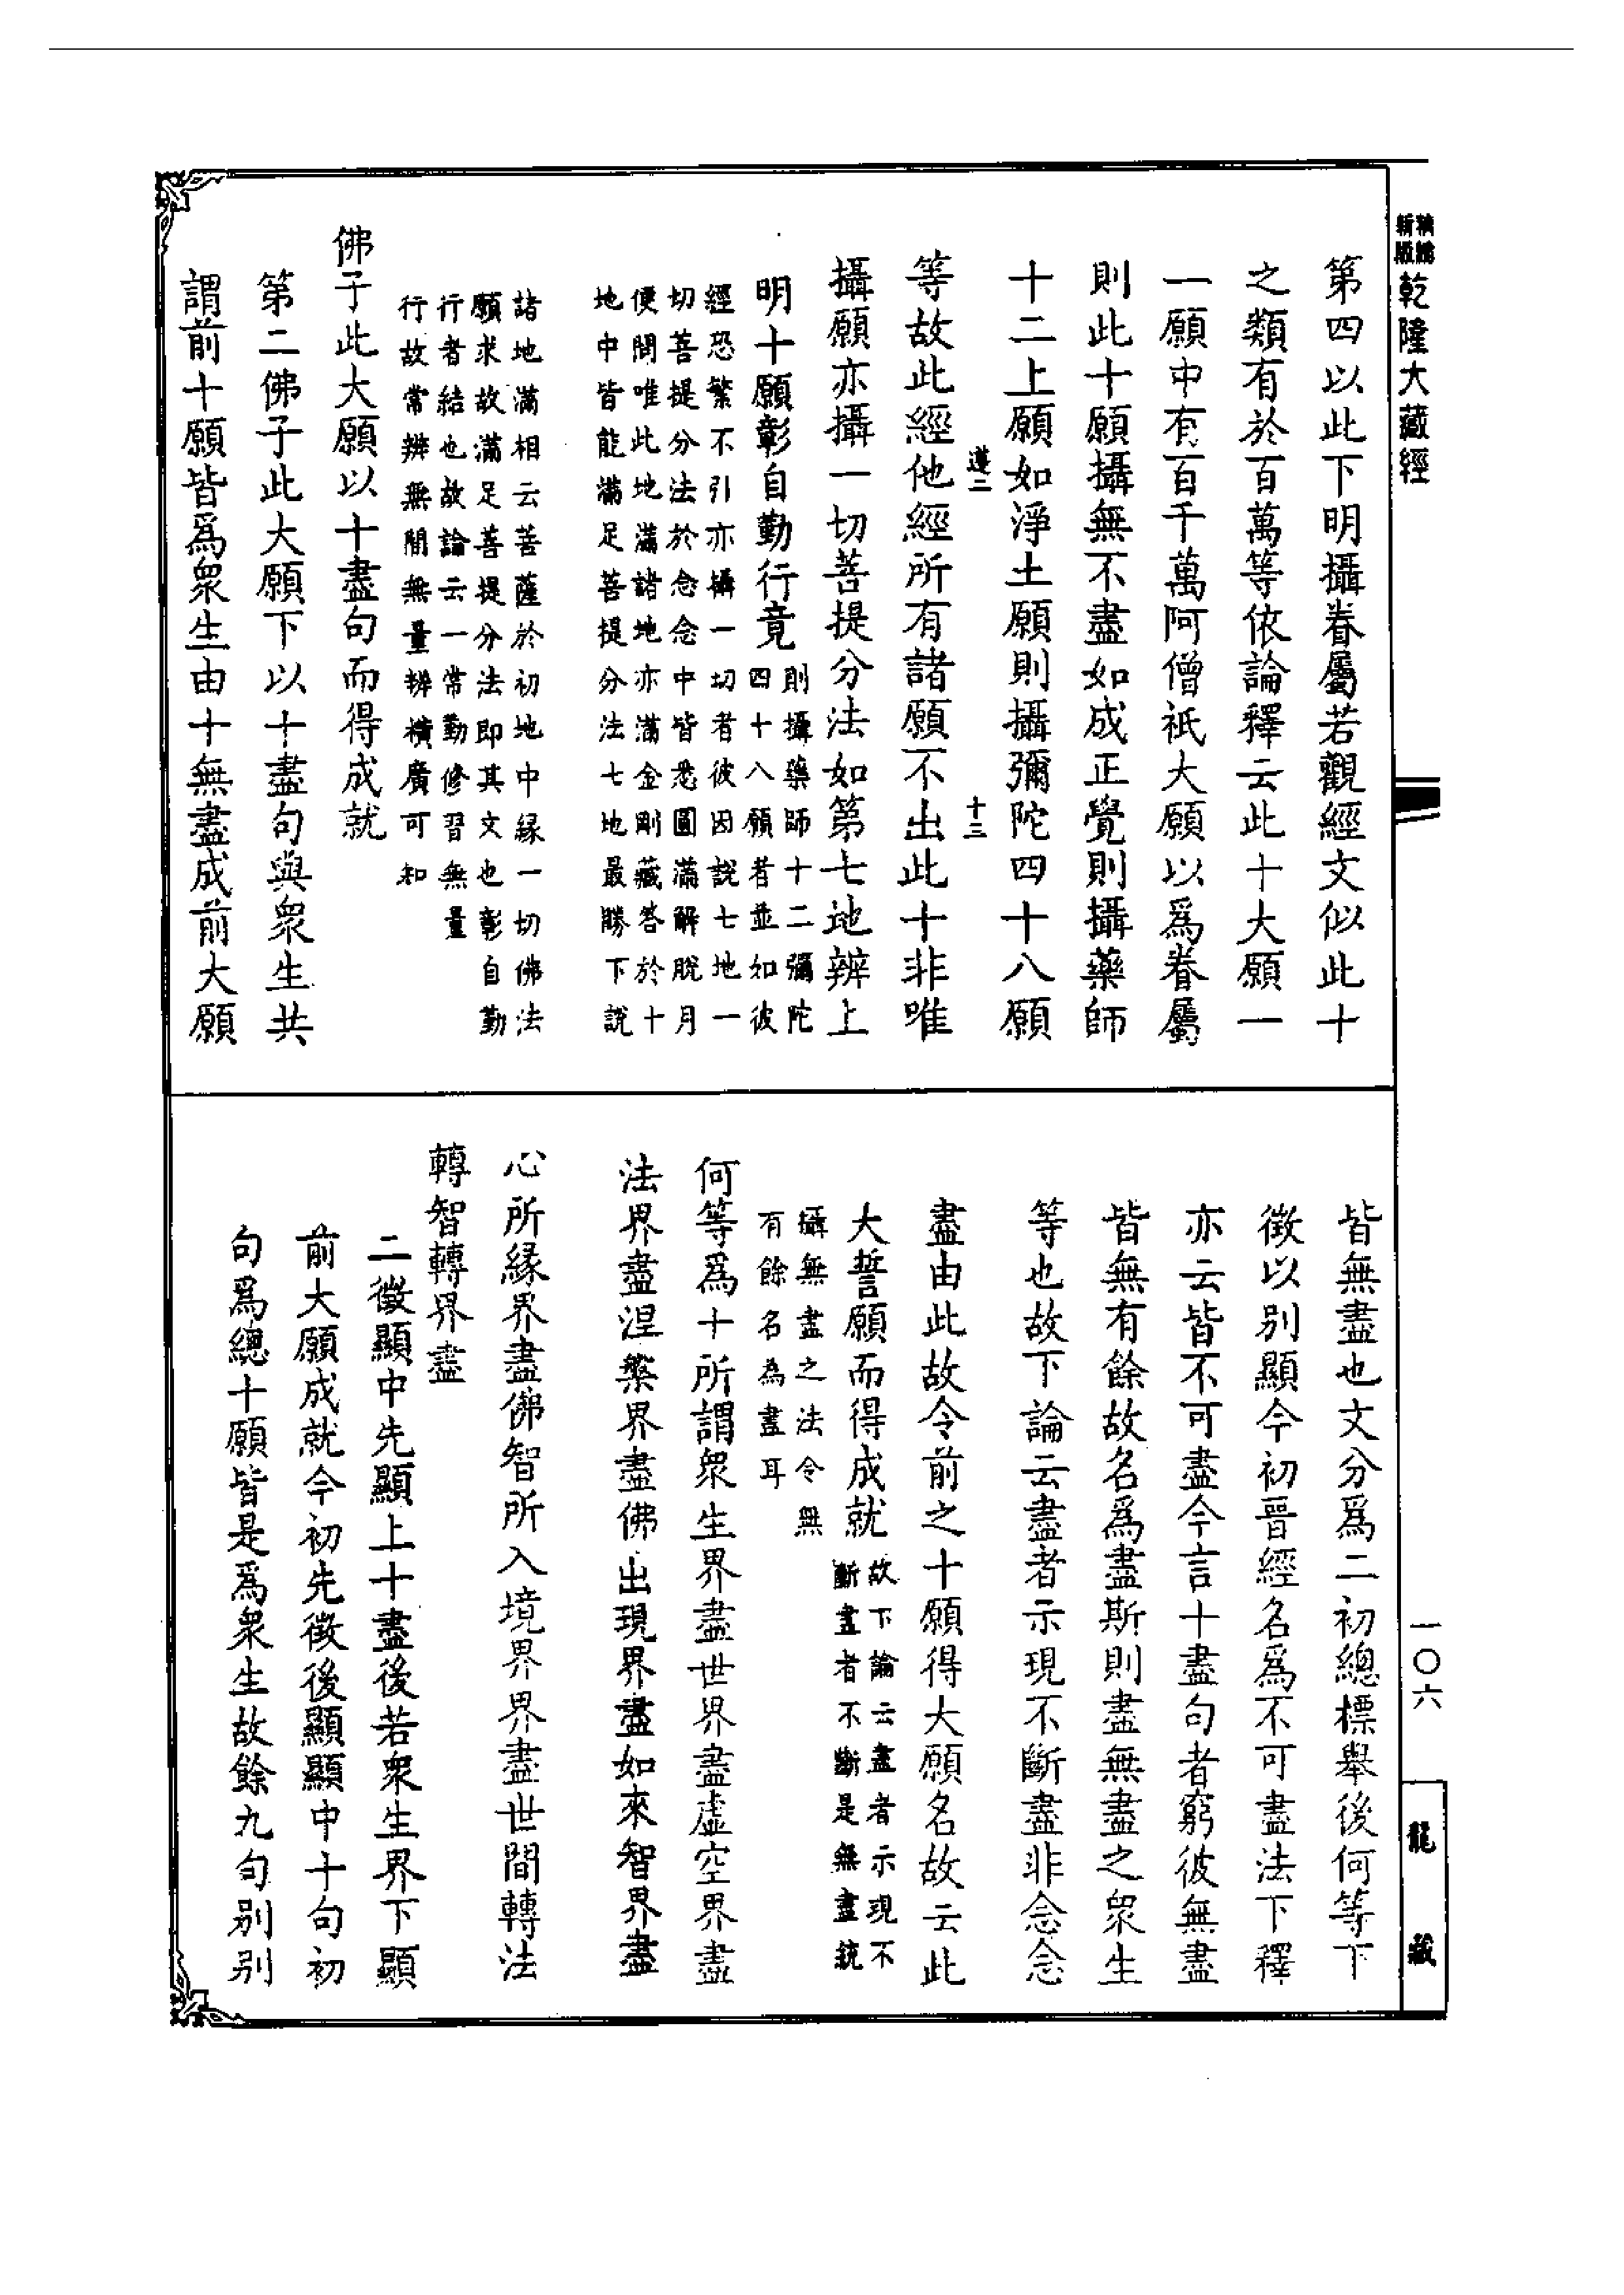 精編
新版
乾隆大藏經
第四以此下明攝眷屬若觀經文似此十
之類有於百萬等依論釋云此十大願一
一願中有百千萬阿僧祇大願以爲眷屬
則此十願攝無不盡如成正覺則攝藥師
十二上願如淨土願則攝彌陀四十八願
遵二
十三
等故此經他經所有諸願不出此十非唯
攝願亦攝一切菩提分法如第七地辨上
明十願彰自勤行竟
則攝藥師十二彌陀
四十八願者並如彼
經恐繁不引亦攝一切者彼因說七地一
切菩提分法於念念中皆悉圓滿解脫月
便問唯此地滿諸地亦滿金剛藏答於十
地中皆能滿足菩提分法七地最勝下說
諸地滿相云菩薩於初地中緣一切佛法
願求故滿足菩提分法即其文也彰自勤
行者結也故論云一常勤修習無量
行故常辨無間無量辨橫廣可知
佛子此大願以十盡句而得成就
第二佛子此大願下以十盡句與衆生共
謂前十願皆爲衆生由十無盡成前大願
皆無盡也文分爲二初總標舉後何等下
徵以別顯今初晉經名爲不可盡法下釋
亦云皆不可盡今言十盡句者窮彼無盡
皆無有餘故名爲盡斯則盡無盡之衆生
等也故下論云盡者示現不斷盡非念念
盡由此故令前之十願得大願名故云此
大誓願而得成就
故下論云盡者示現不
斷盡者不斷是無盡說
攝無盡之法令無
有餘名為盡耳
何等爲十所謂衆生界盡世界盡虛空界盡
法界盡涅槃界盡佛出現界盡如來智界盡
心所緣界盡佛智所入境界界盡世間轉法
轉智轉界盡
二徵顯中先顯上十盡後若衆生界下顯
前大願成就今初先徵後顯顯中十句初
句爲總十願皆是爲衆生故餘九句別別
一〇六
龍藏